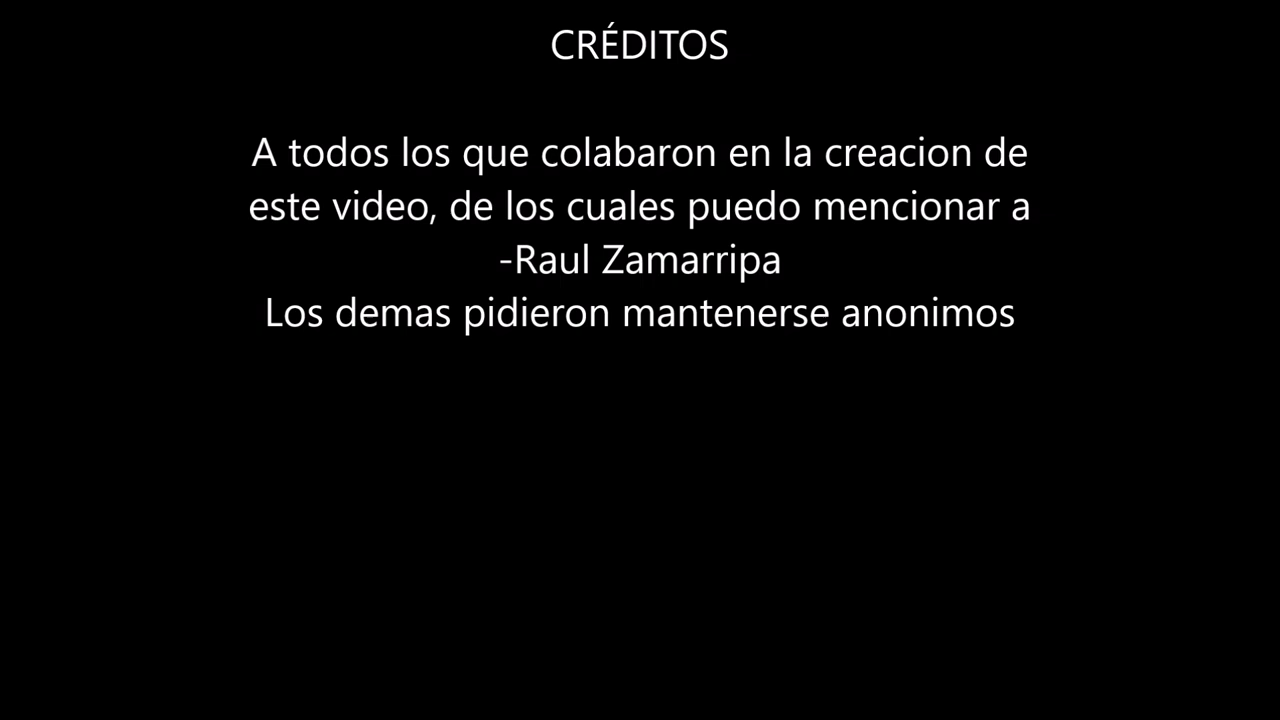 CRÉDITOS
A todos los que colabaron en la creacion de
este video, de los cuales puedo mencionar a
-Raul Zamarripa
Los demas pidieron mantenerse anonimos